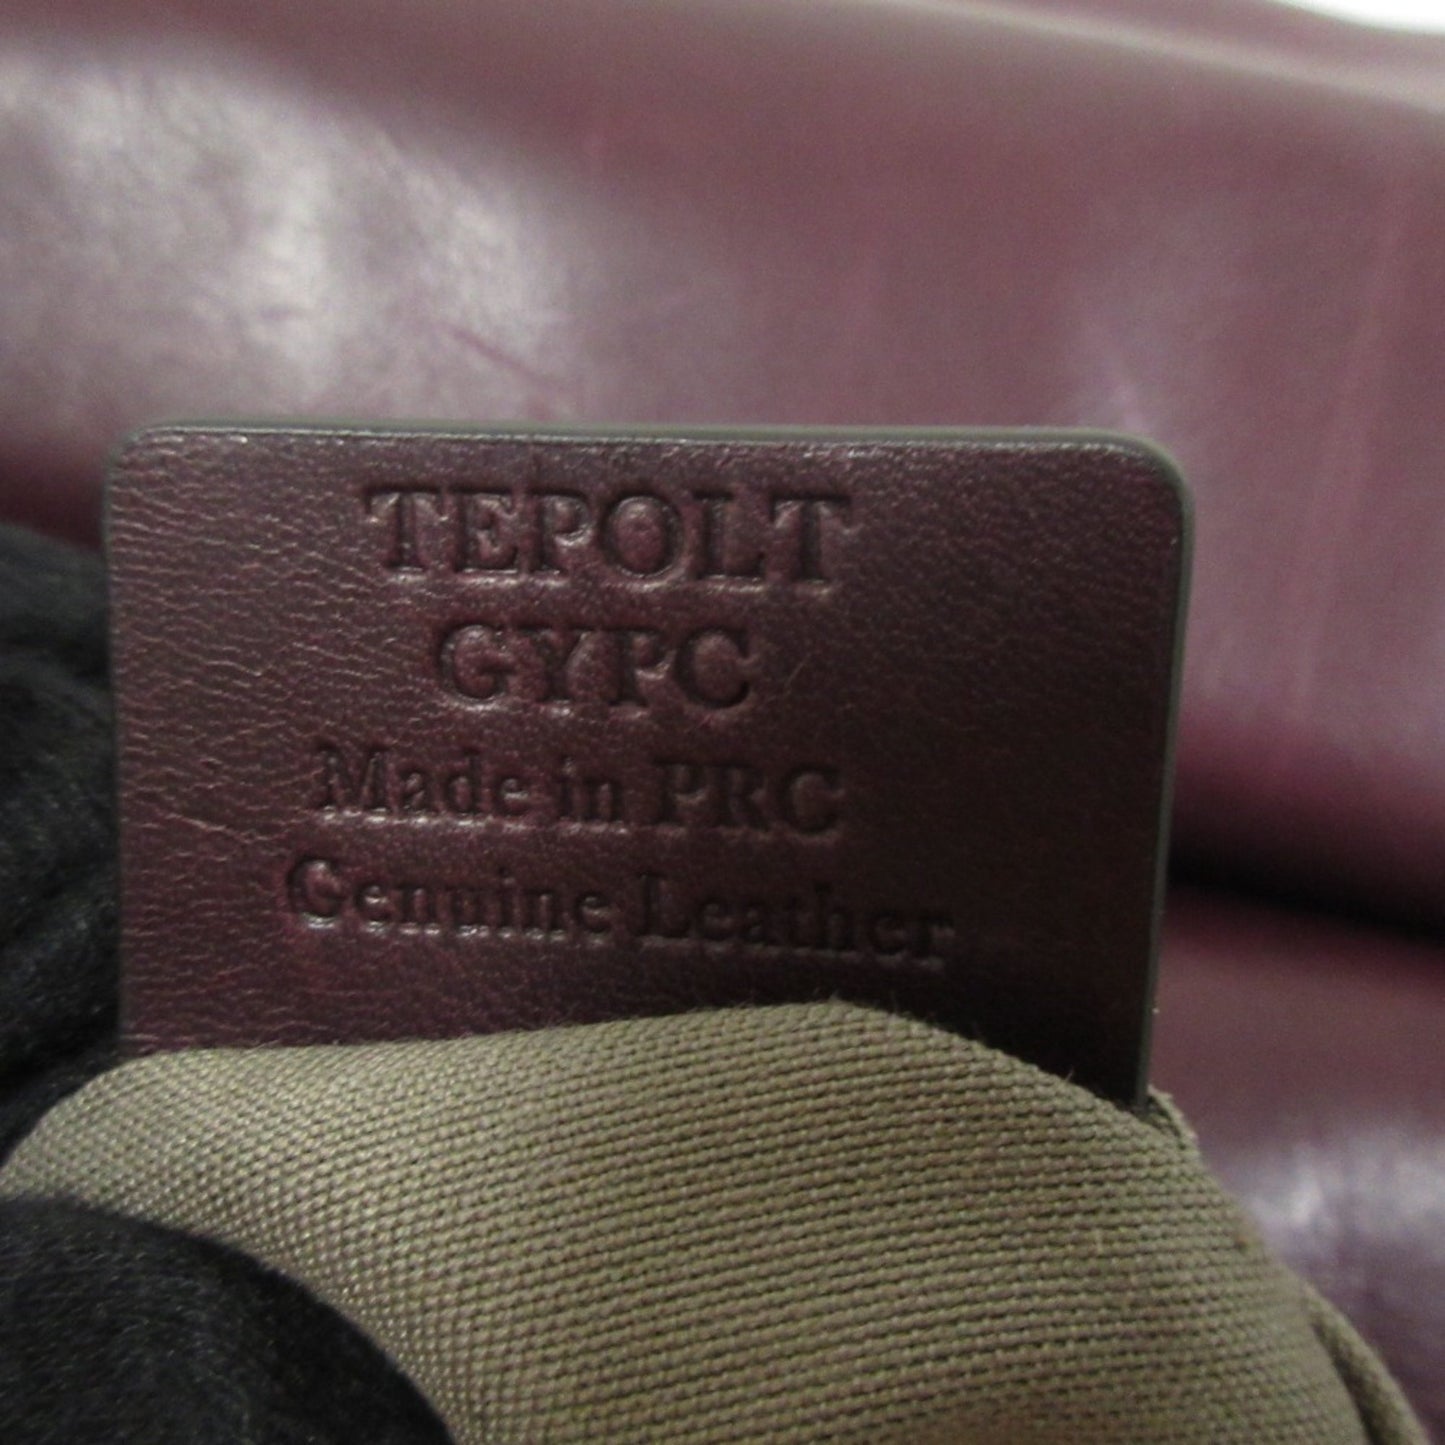 TEPOLT
GYPC
Made in PRC
Genuine Leather